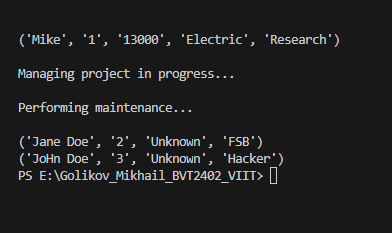 ('Mike', '1', '13000', 'Electric', 'Research')
Managing project in progress...
Performing maintenance...
('Jane Doe', '2', 'Unknown', 'FSB')
('JoHn Doe', '3', 'Unknown', 'Hacker')
PS E:\Golikov_Mikhail_BVT2402_VIIT>